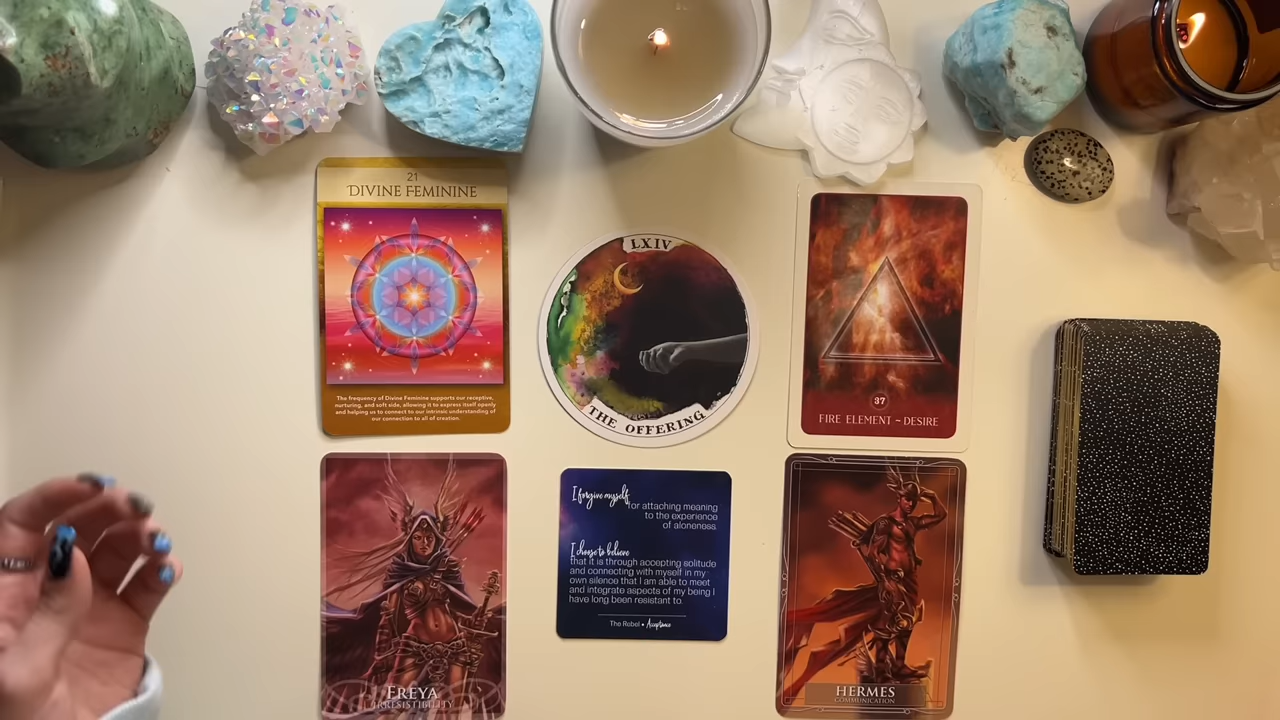 21
DIVINE FEMININE
The frequency of Divine Feminine supports our receptive,
nurturing, and soft side, allowing it to express itself openly
and helping us to connect to our intrinsic understanding of
our connection to all of creation.
LXIV
THE OFFERING
37
FIRE ELEMENT ~ DESIRE
FREYA
IRRESISTIBILITY
I forgive myself
for attaching meaning
to the experience
of aloneness.
I choose to believe
that it is through accepting solitude
and connecting with myself in my
own silence that I am able to meet
and integrate aspects of my being I
have long been resistant to.
The Rebel • Acceptance
HERMES
COMMUNICATION